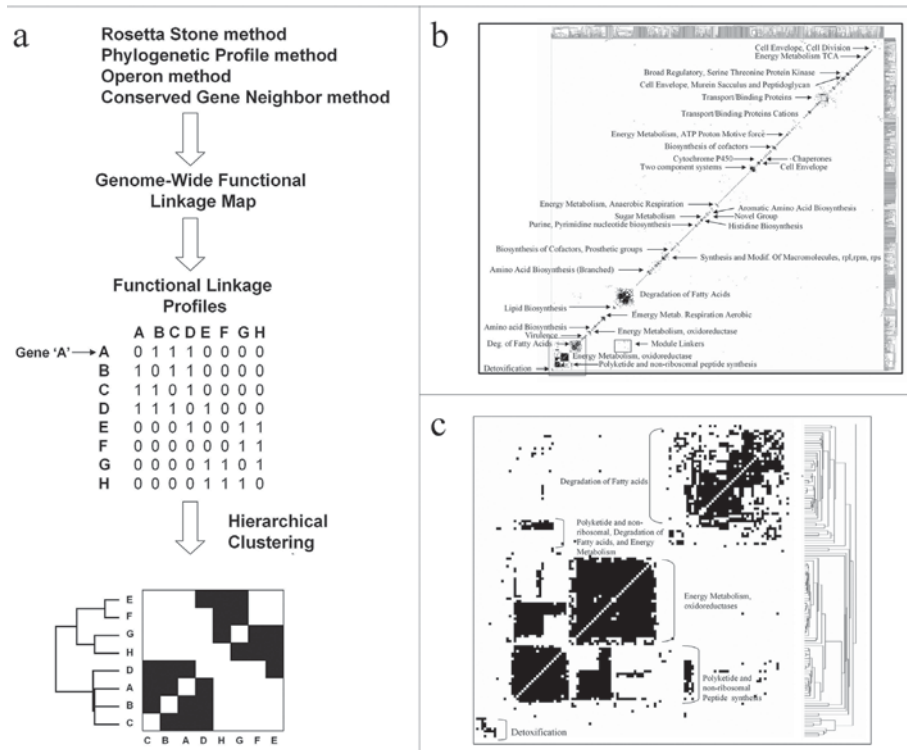 a
Rosetta Stone method
Phylogenetic Profile method
Operon method
Conserved Gene Neighbor method
Genome-Wide Functional
Linkage Map
Functional Linkage
Profiles
A B C D E F G H
Gene ‘A’ A 0 1 1 1 0 0 0 0
B 1 0 1 1 0 0 0 0
C 1 1 0 1 0 0 0 0
D 1 1 1 0 1 0 0 0
E 0 0 0 1 0 0 1 1
F 0 0 0 0 0 0 1 1
G 0 0 0 0 1 1 0 1
H 0 0 0 0 1 1 1 0
Hierarchical
Clustering
E
F
G
H
D
A
B
C
C B A D H G F E
b
Cell Envelope, Cell Division
Energy Metabolism TCA
Broad Regulatory, Serine Threonine Protein Kinase
Cell Envelope, Murein Sacculus and Peptidoglycan
Transport/Binding Proteins
Transport/Binding Proteins Cations
Energy Metabolism, ATP Proton Motive force
Biosynthesis of cofactors
Cytochrome P450
Chaperones
Two component systems
Cell Envelope
Energy Metabolism, Anaerobic Respiration
Aromatic Amino Acid Biosynthesis
Sugar Metabolism
Novel Group
Purine, Pyrimidine nucleotide biosynthesis
Histidine Biosynthesis
Biosynthesis of Cofactors, Prosthetic groups
Synthesis and Modif. Of Macromolecules, rpl,rpm, rps
Amino Acid Biosynthesis (Branched)
Degradation of Fatty Acids
Lipid Biosynthesis
Energy Metab. Respiration Aerobic
Amino acid Biosynthesis
Virulence
Energy Metabolism, oxidoreductase
Deg. of Fatty Acids
Module Linkers
Energy Metabolism, oxidoreductase
Polyketide and non-ribosomal peptide synthesis
Detoxification
c
Degradation of Fatty acids
Polyketide and non-
ribosomal, Degradation of
Fatty acids, and Energy
Metabolism
Energy Metabolism,
oxidoreductases
Polyketide and
non-ribosomal
Peptide synthesis
Detoxification